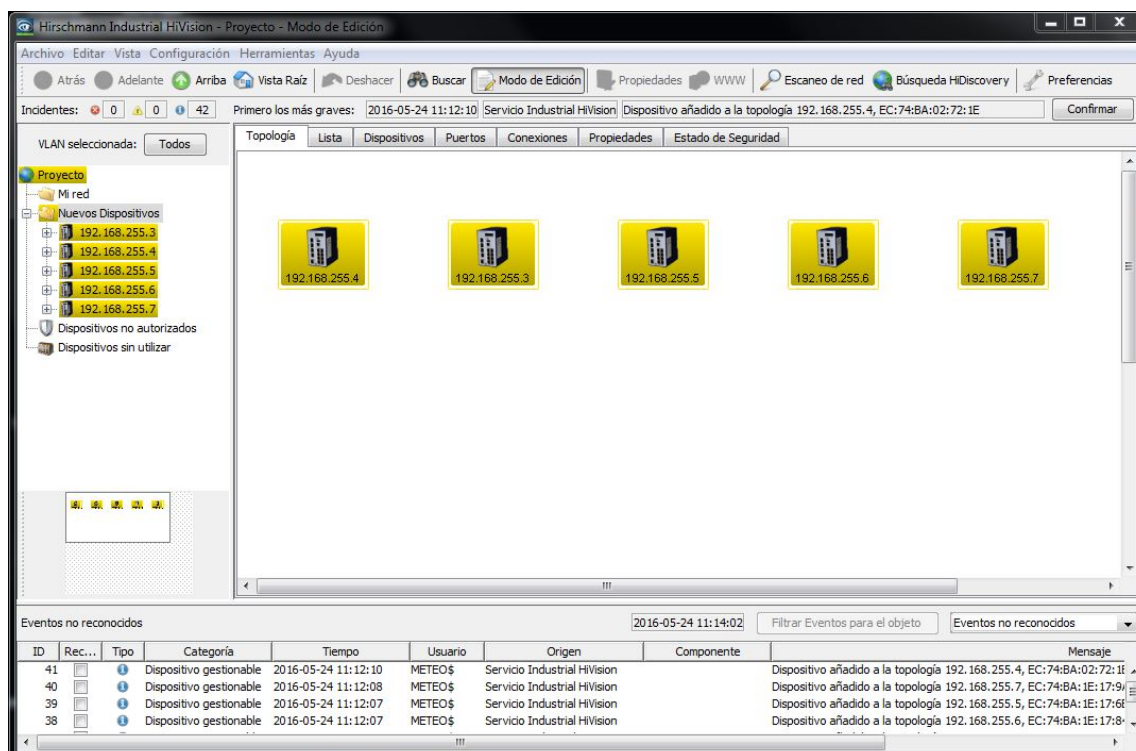 Hirschmann Industrial HiVision - Proyecto - Modo de Edición
Archivo Editar Vista Configuración Herramientas Ayuda
Atrás Adelante Arriba Vista Raíz Deshacer Buscar Modo de Edición Propiedades WWW Escaneo de red Búsqueda HiDiscovery Preferencias
Incidentes: 0 0 42 Primero los más graves: 2016-05-24 11:12:10 Servicio Industrial HiVision Dispositivo añadido a la topología 192.168.255.4, EC:74:BA:02:72:1E Confirmar
VLAN seleccionada: Todos
Topología Lista Dispositivos Puertos Conexiones Propiedades Estado de Seguridad
Proyecto
Mi red
Nuevos Dispositivos
192.168.255.3
192.168.255.4
192.168.255.5
192.168.255.6
192.168.255.7
Dispositivos no autorizados
Dispositivos sin utilizar
192.168.255.4 192.168.255.3 192.168.255.5 192.168.255.6 192.168.255.7
Eventos no reconocidos 2016-05-24 11:14:02 Filtrar Eventos para el objeto Eventos no reconocidos
ID Rec... Tipo Categoría Tiempo Usuario Origen Componente Mensaje
41 Dispositivo gestionable 2016-05-24 11:12:10 METEO$ Servicio Industrial HiVision Dispositivo añadido a la topología 192.168.255.4, EC:74:BA:02:72:1E
40 Dispositivo gestionable 2016-05-24 11:12:08 METEO$ Servicio Industrial HiVision Dispositivo añadido a la topología 192.168.255.7, EC:74:BA:1E:17:9
39 Dispositivo gestionable 2016-05-24 11:12:07 METEO$ Servicio Industrial HiVision Dispositivo añadido a la topología 192.168.255.5, EC:74:BA:1E:17:6
38 Dispositivo gestionable 2016-05-24 11:12:07 METEO$ Servicio Industrial HiVision Dispositivo añadido a la topología 192.168.255.6, EC:74:BA:1E:17:8